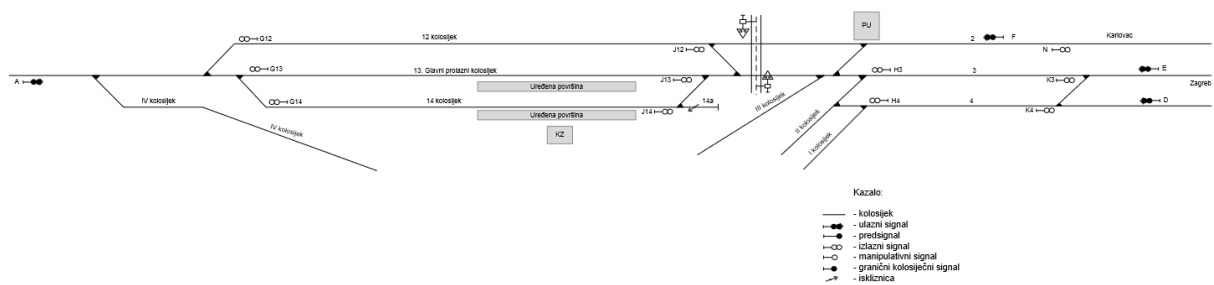 PU
G12
12 kolosijek
J12
2
F
Karlovac
N
A
G13
13. Glavni prolazni kolosijek
J13
H3
3
K3
E
Zagreb
Uređena površina
IV kolosijek
G14
14 kolosijek
14a
III kolosijek
H4
4
K4
D
J14
Uređena površina
IV kolosijek
KZ
II kolosijek
I kolosijek
Kazalo:
- kolosijek
- ulazni signal
- predsignal
- izlazni signal
- manipulativni signal
- granični kolosiječni signal
- iskliznica